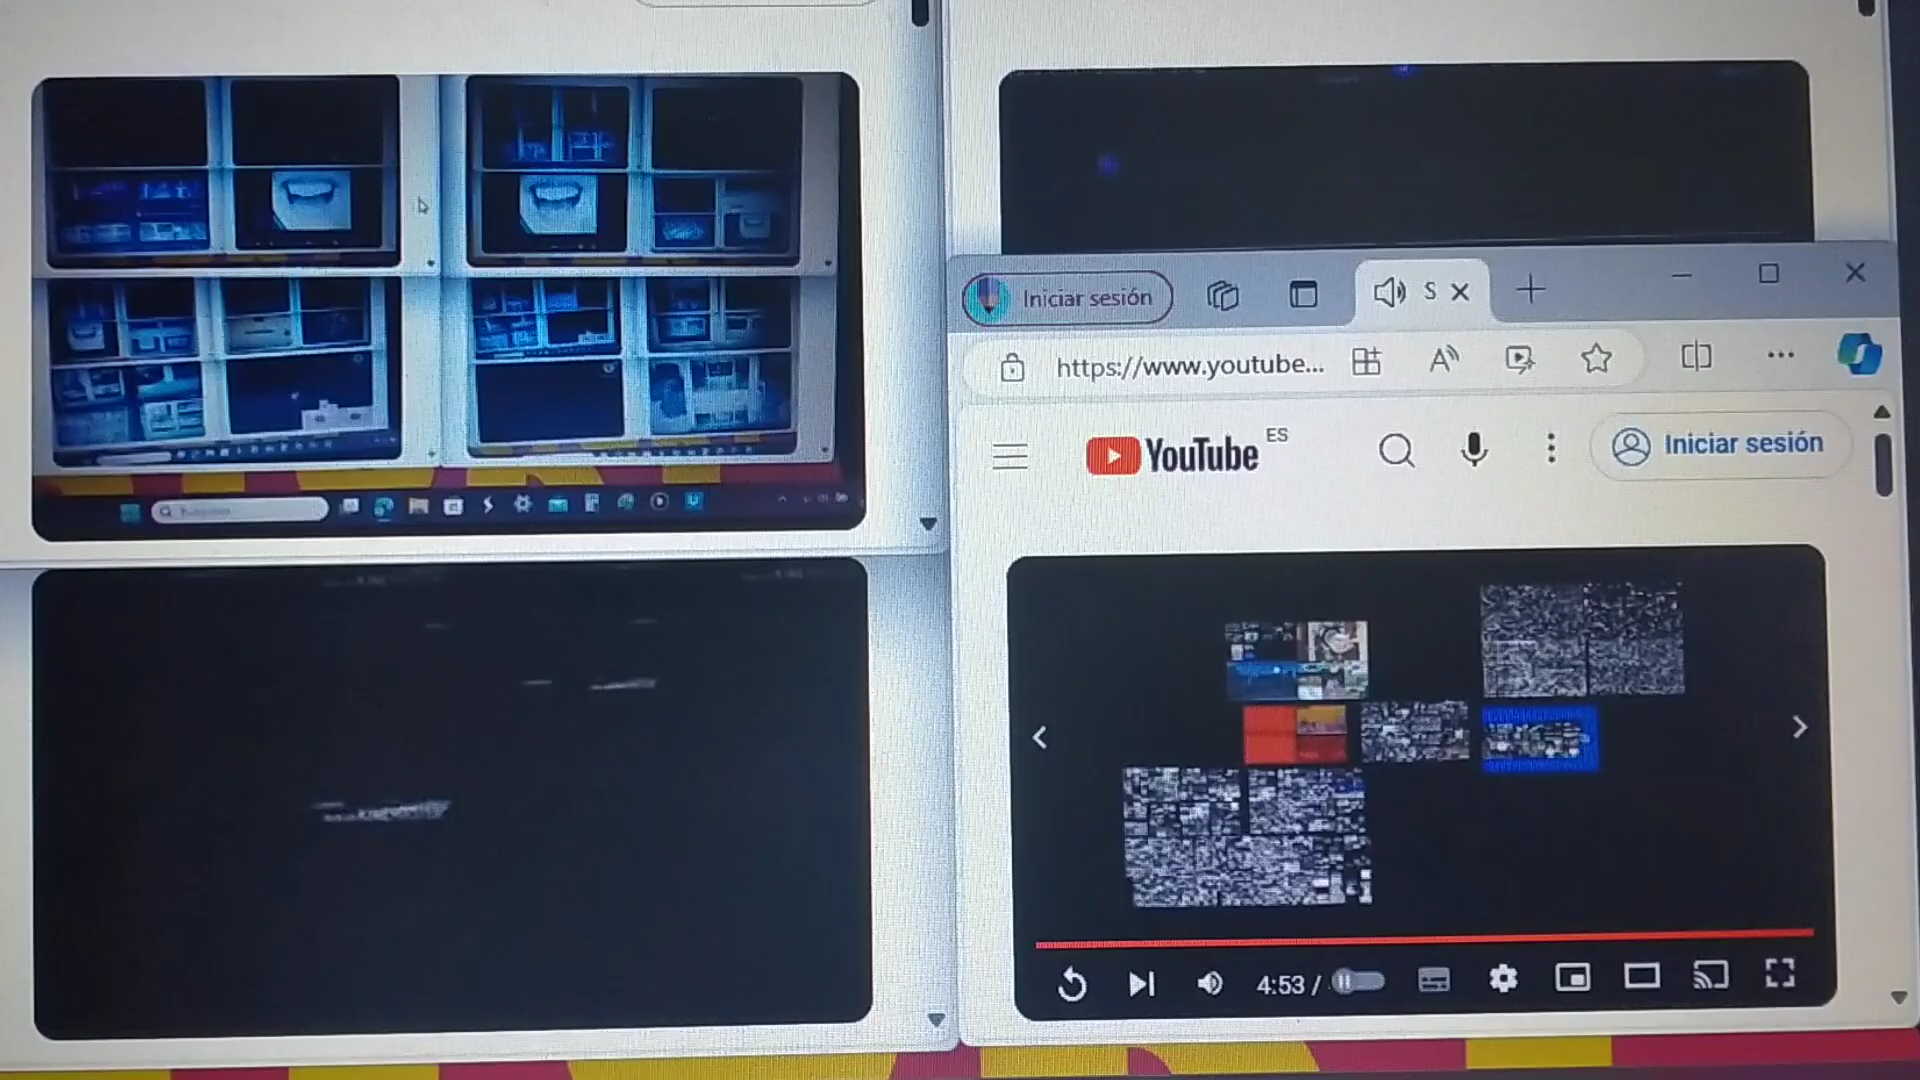 Iniciar sesión
S
https://www.youtube...
YouTube ES
Iniciar sesión
4:53 /